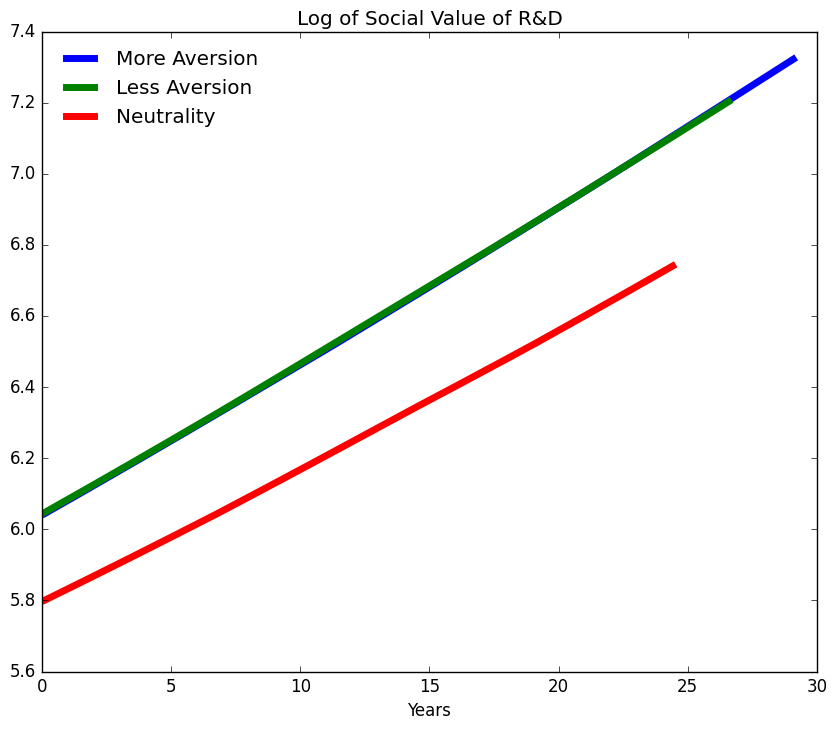 Log of Social Value of R&D
More Aversion
Less Aversion
Neutrality
7.4
7.2
7.0
6.8
6.6
6.4
6.2
6.0
5.8
5.6
0 5 10 15 20 25 30
Years